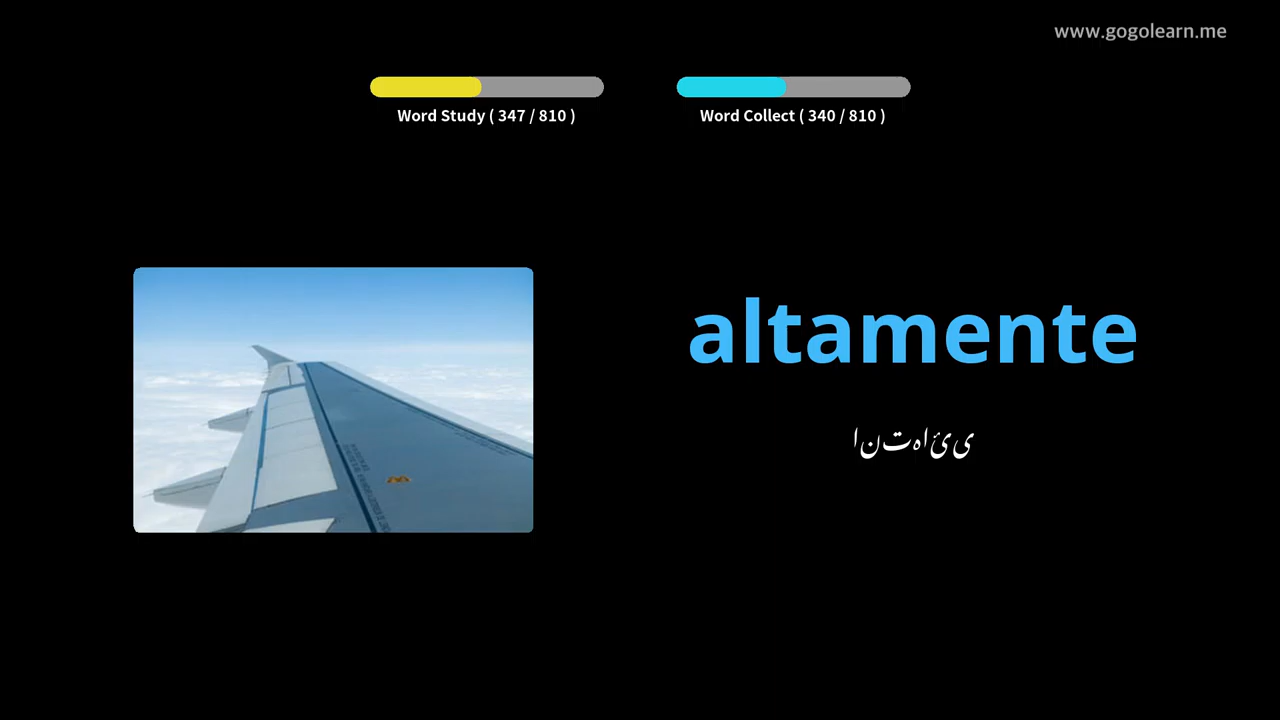 www.gogolearn.me
Word Study ( 347 / 810 )
Word Collect ( 340 / 810 )
altamente
انتہائی